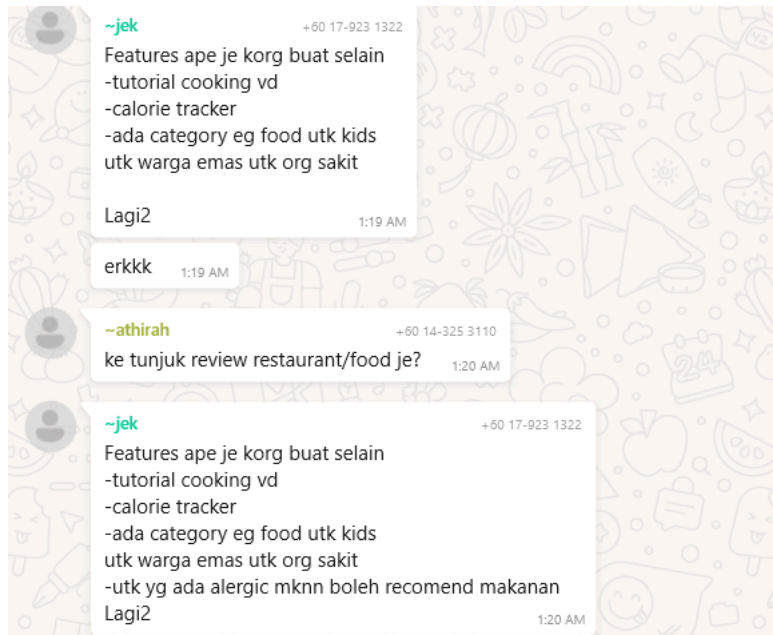 ~jek +60 17-923 1322
Features ape je korg buat selain
-tutorial cooking vd
-calorie tracker
-ada category eg food utk kids
utk warga emas utk org sakit
Lagi2 1:19 AM
erkkk 1:19 AM
~athirah +60 14-325 3110
ke tunjuk review restaurant/food je? 1:20 AM
~jek +60 17-923 1322
Features ape je korg buat selain
-tutorial cooking vd
-calorie tracker
-ada category eg food utk kids
utk warga emas utk org sakit
-utk yg ada alergic mknn boleh recomend makanan
Lagi2 1:20 AM